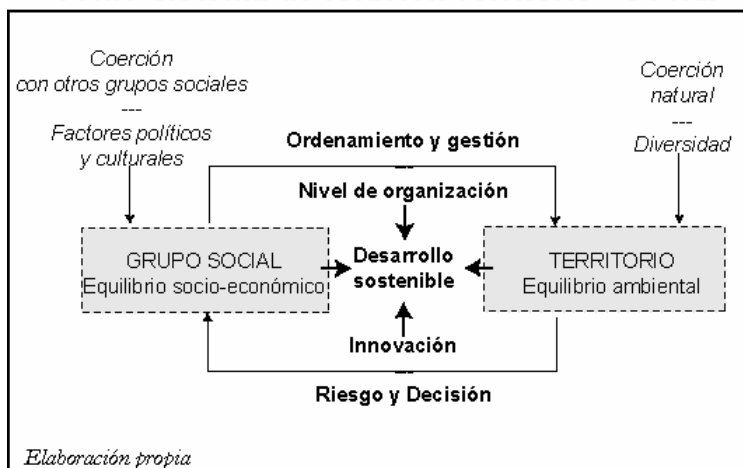 Coerción
con otros grupos sociales
---
Factores políticos
y culturales
Coerción
natural
---
Diversidad
Ordenamiento y gestión
Nivel de organización
GRUPO SOCIAL
Equilibrio socio-económico
Desarrollo
sostenible
TERRITORIO
Equilibrio ambiental
Innovación
Riesgo y Decisión
Elaboración propia